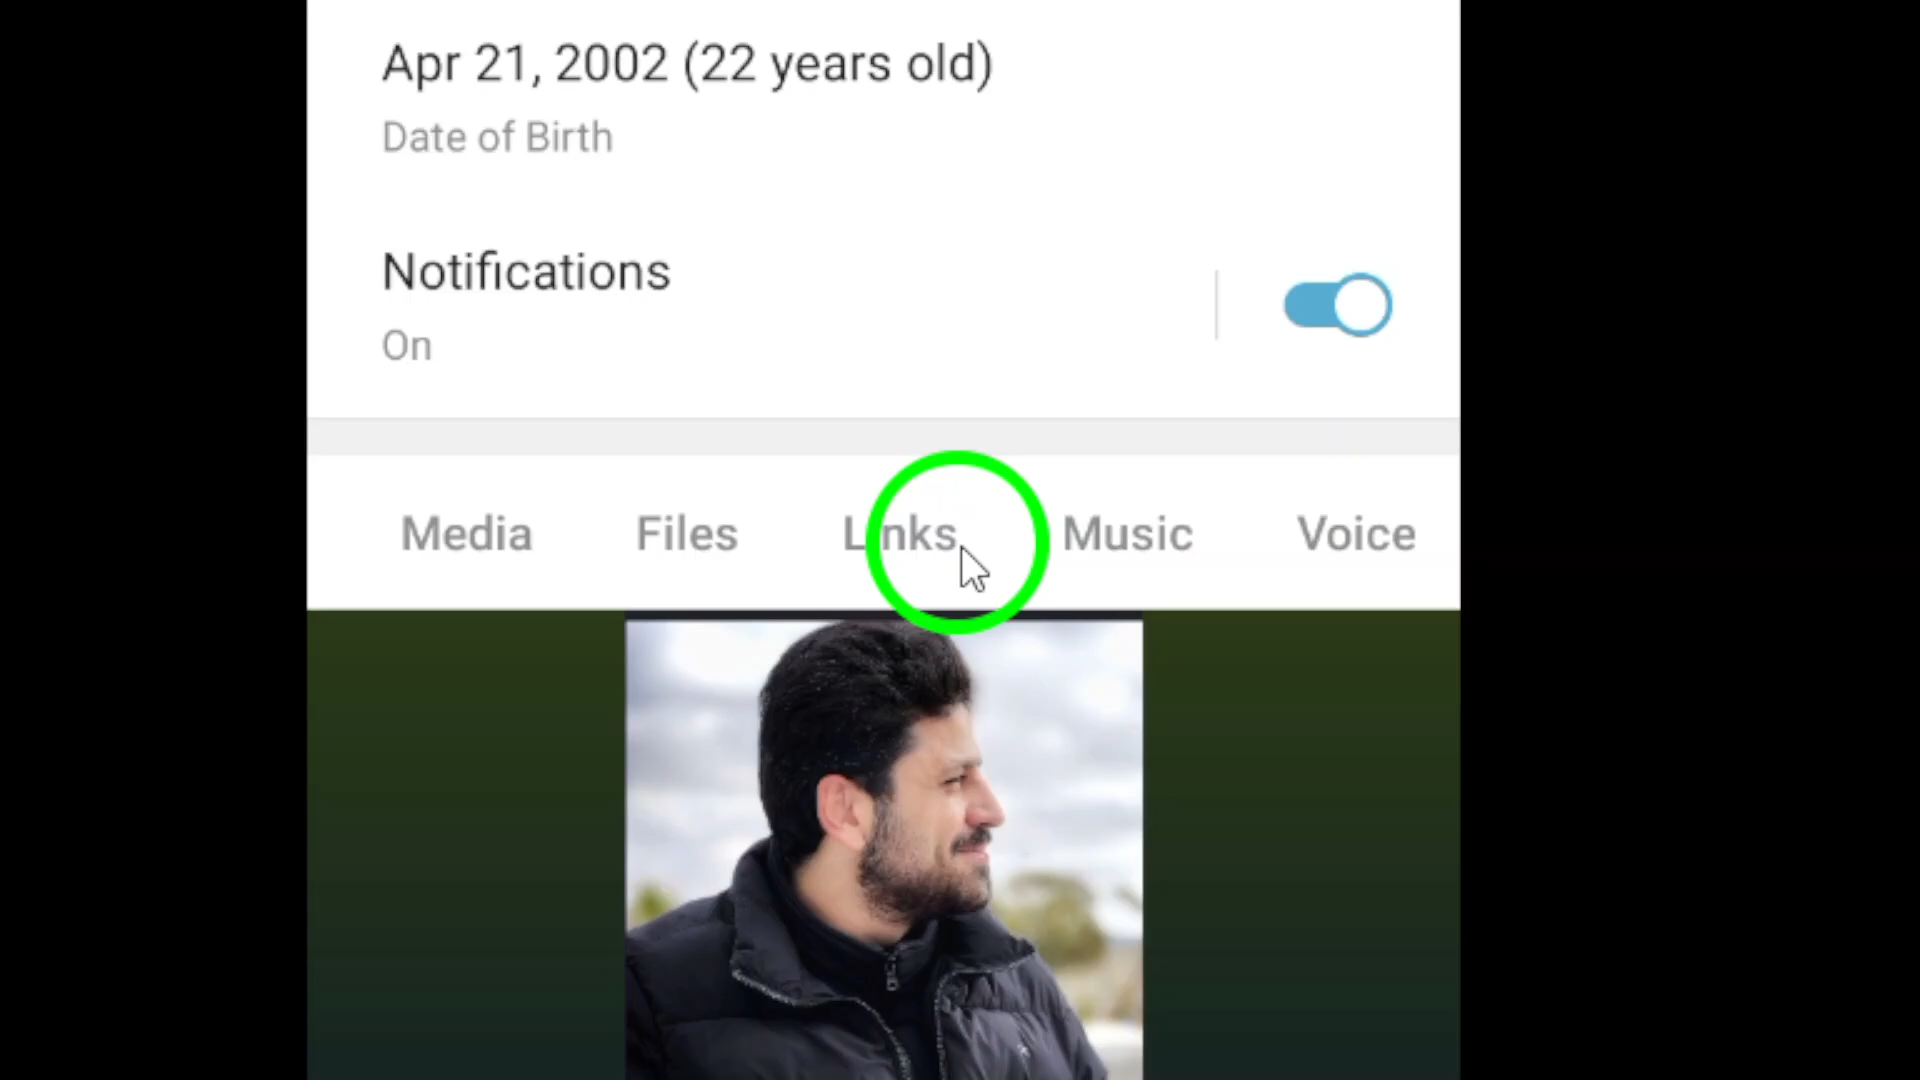 Apr 21, 2002 (22 years old)
Date of Birth
Notifications
On
Media Files Links Music Voice